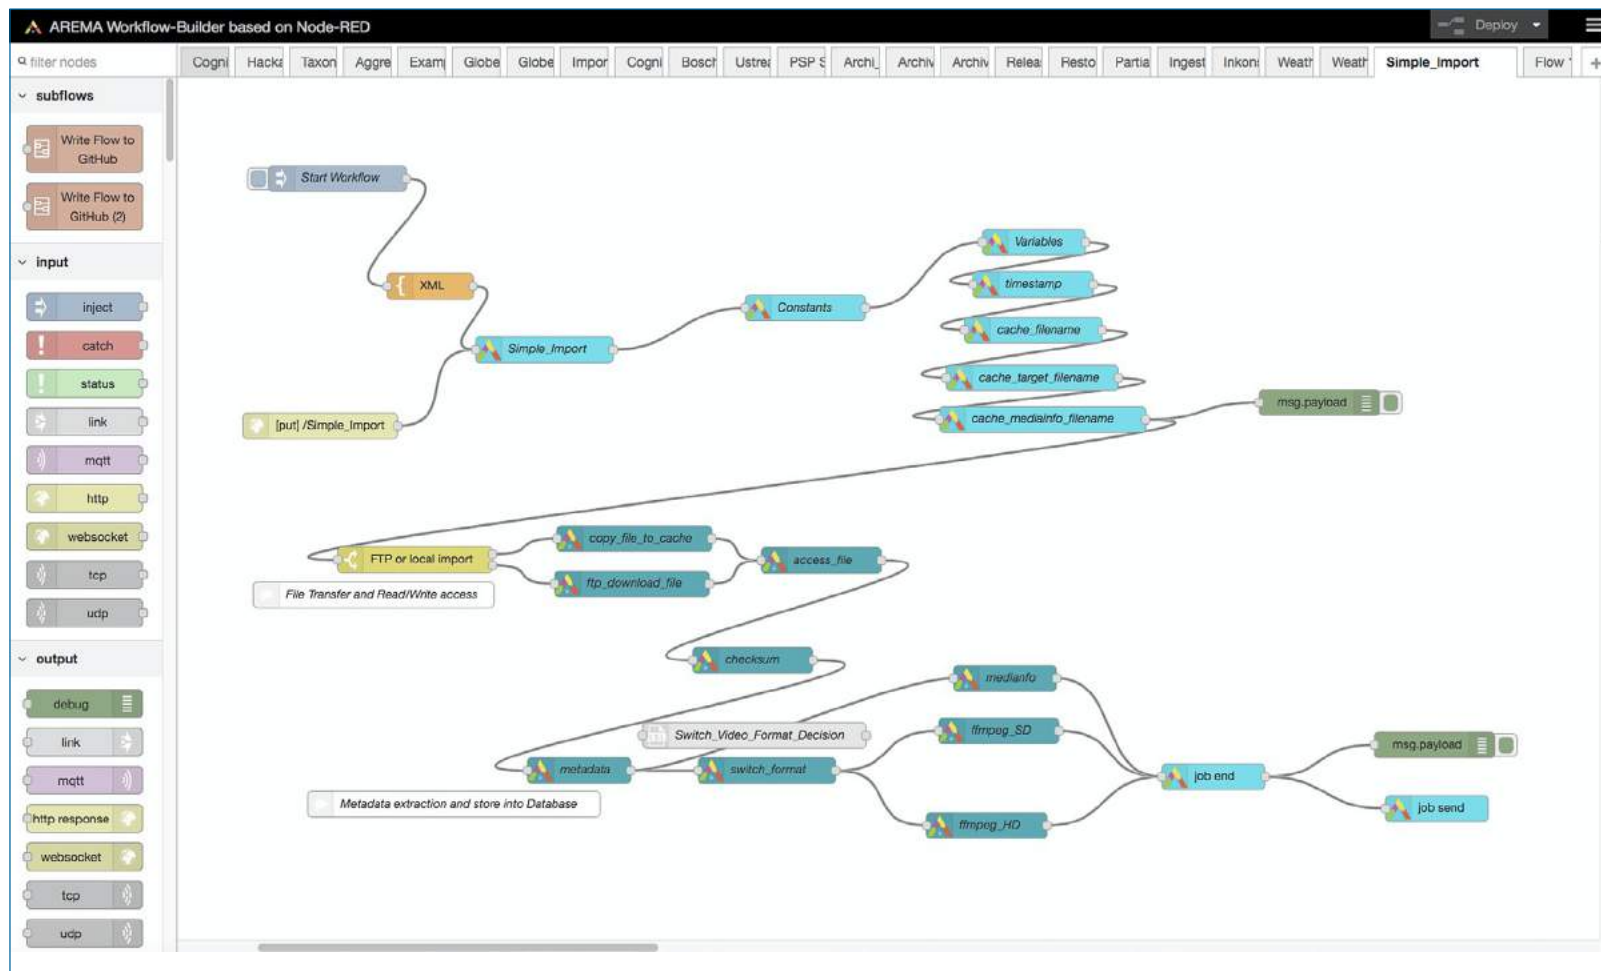 AREMA Workflow-Builder based on Node-RED
Deploy
filter nodes
Cogni
Hacka
Taxon
Aggre
Exam
Globe
Globe
Impor
Cogni
Bosch
Ustrea
PSP S
Archi_
Archiv
Archiv
Relea
Resto
Partia
Ingest
Inkon
Weath
Weath
Simple_Import
Flow
subflows
Write Flow to
GitHub
Write Flow to
GitHub (2)
input
inject
catch
status
link
mqtt
http
websocket
tcp
udp
output
debug
link
mqtt
http response
websocket
tcp
udp
Start Workflow
XML
Simple_Import
[put] /Simple_Import
Constants
Variables
timestamp
cache_filename
cache_target_filename
cache_mediainfo_filename
msg.payload
FTP or local import
copy_file_to_cache
ftp_download_file
access_file
File Transfer and Read/Write access
checksum
mediainfo
Switch_Video_Format_Decision
ffmpeg_SD
metadata
switch_format
ffmpeg_HD
Metadata extraction and store into Database
job end
msg.payload
job send